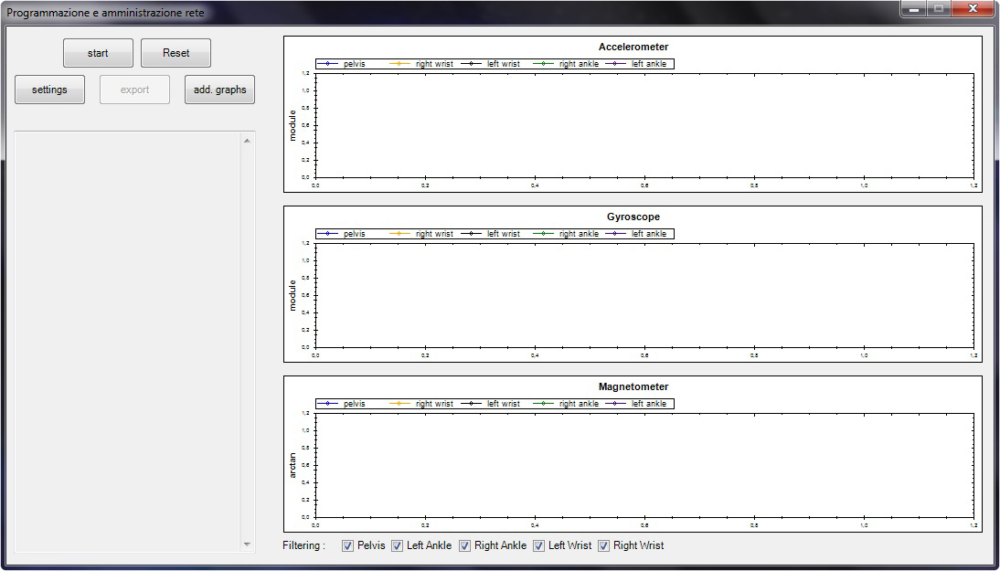 Programmazione e amministrazione rete
start Reset
settings export add. graphs
Accelerometer
pelvis right wrist left wrist right ankle left ankle
module
1,2
1,0
0,8
0,6
0,4
0,2
0,0
0,0 0,2 0,4 0,6 0,8 1,0 1,2
Gyroscope
pelvis right wrist left wrist right ankle left ankle
module
1,2
1,0
0,8
0,6
0,4
0,2
0,0
0,0 0,2 0,4 0,6 0,8 1,0 1,2
Magnetometer
pelvis right wrist left wrist right ankle left ankle
arctan
1,2
1,0
0,8
0,6
0,4
0,2
0,0
0,0 0,2 0,4 0,6 0,8 1,0 1,2
Filtering : Pelvis Left Ankle Right Ankle Left Wrist Right Wrist